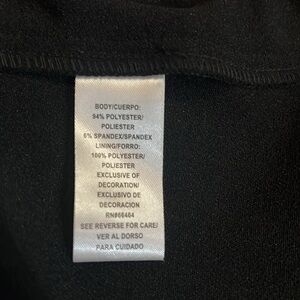 BODY/CUERPO:
94% POLYESTER/
POLIESTER
6% SPANDEX/SPANDEX
LINING/FORRO:
100% POLYESTER/
POLIESTER
EXCLUSIVE OF
DECORATION/
EXCLUSIVO DE
DECORACION
RN#66404
SEE REVERSE FOR CARE/
VER AL DORSO
PARA CUIDADO